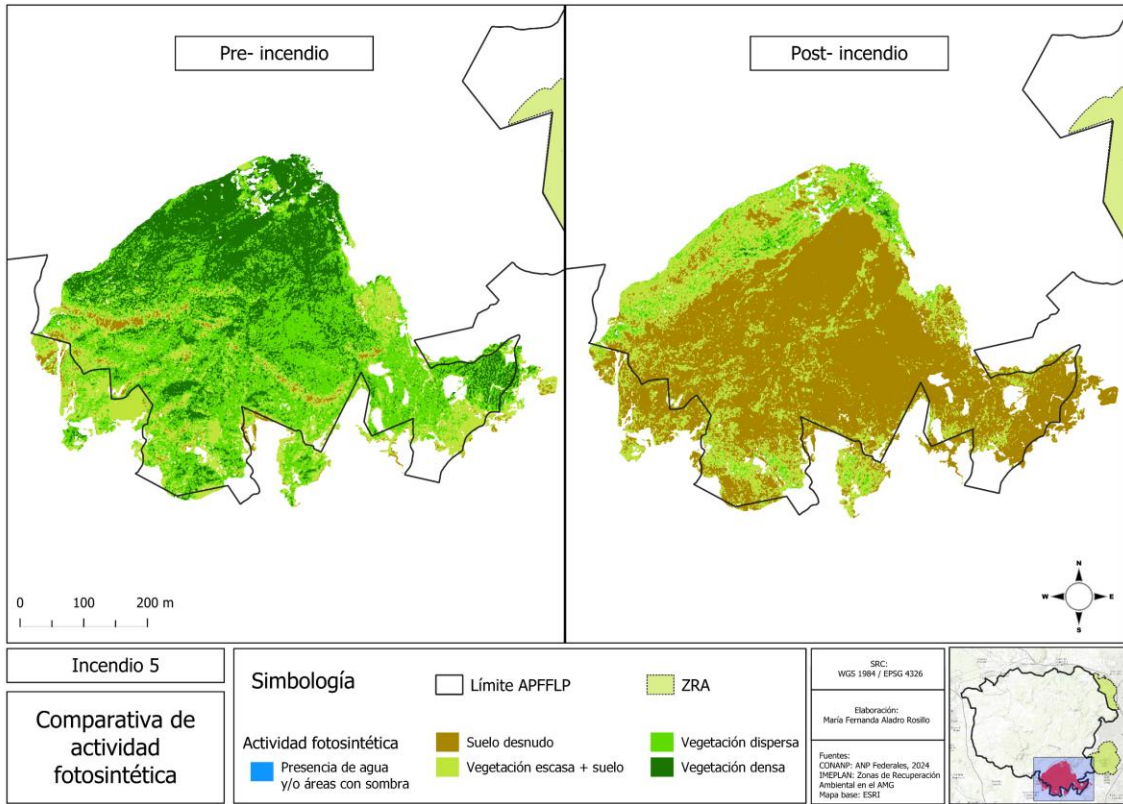 Pre- incendio
Post- incendio
0 100 200 m
N
W E
S
Incendio 5
Comparativa de
actividad
fotosintética
Simbología
Límite APFFLP
ZRA
Actividad fotosintética
Presencia de agua
y/o áreas con sombra
Suelo desnudo
Vegetación escasa + suelo
Vegetación dispersa
Vegetación densa
SRC:
WGS 1984 / EPSG 4326
Elaboración:
María Fernanda Aladro Rosillo
Fuentes:
CONANP: ANP Federales, 2024
IMEPLAN: Zonas de Recuperación
Ambiental en el AMG
Mapa base: ESRI